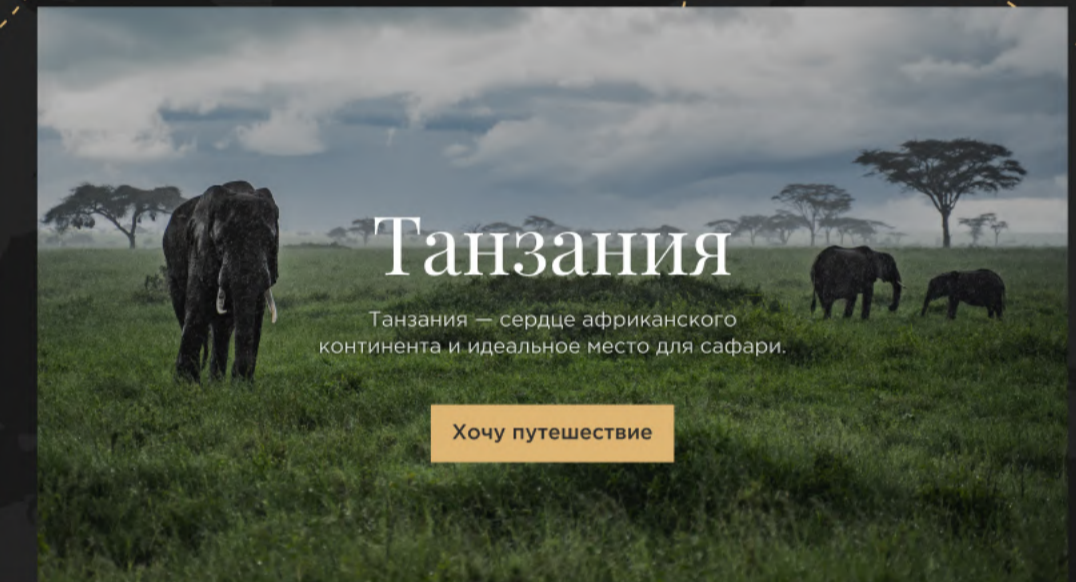 Танзания
Танзания — сердце африканского
континента и идеальное место для сафари.
Хочу путешествие